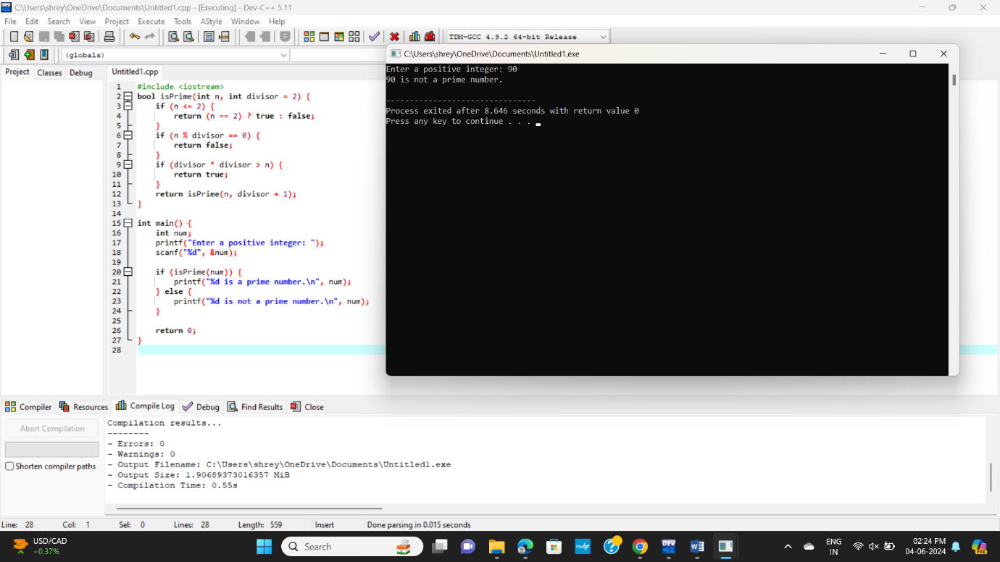 C:\Users\shrey\OneDrive\Documents\Untitled1.cpp - [Executing] - Dev-C++ 5.11
File Edit Search View Project Execute Tools AStyle Window Help
TDM-GCC 4.9.2 64-bit Release
(globals)
Project Classes Debug
Untitled1.cpp
1 #include <iostream>
2 bool isPrime(int n, int divisor = 2) {
3 if (n <= 2) {
4 return (n == 2) ? true : false;
5 }
6 if (n % divisor == 0) {
7 return false;
8 }
9 if (divisor * divisor > n) {
10 return true;
11 }
12 return isPrime(n, divisor + 1);
13 }
14
15 int main() {
16 int num;
17 printf("Enter a positive integer: ");
18 scanf("%d", &num);
19
20 if (isPrime(num)) {
21 printf("%d is a prime number.\n", num);
22 } else {
23 printf("%d is not a prime number.\n", num);
24 }
25
26 return 0;
27 }
28
C:\Users\shrey\OneDrive\Documents\Untitled1.exe
Enter a positive integer: 90
90 is not a prime number.
--------------------------------
Process exited after 8.646 seconds with return value 0
Press any key to continue . . .
Compiler Resources Compile Log Debug Find Results Close
Abort Compilation
Shorten compiler paths
Compilation results...
--------
- Errors: 0
- Warnings: 0
- Output Filename: C:\Users\shrey\OneDrive\Documents\Untitled1.exe
- Output Size: 1.90689373016357 MiB
- Compilation Time: 0.55s
Line: 28 Col: 1 Sel: 0 Lines: 28 Length: 559 Insert Done parsing in 0.015 seconds
USD/CAD
+0.37%
Search
DEV
mvhp
ENG
IN
02:24 PM
04-06-2024
PRE